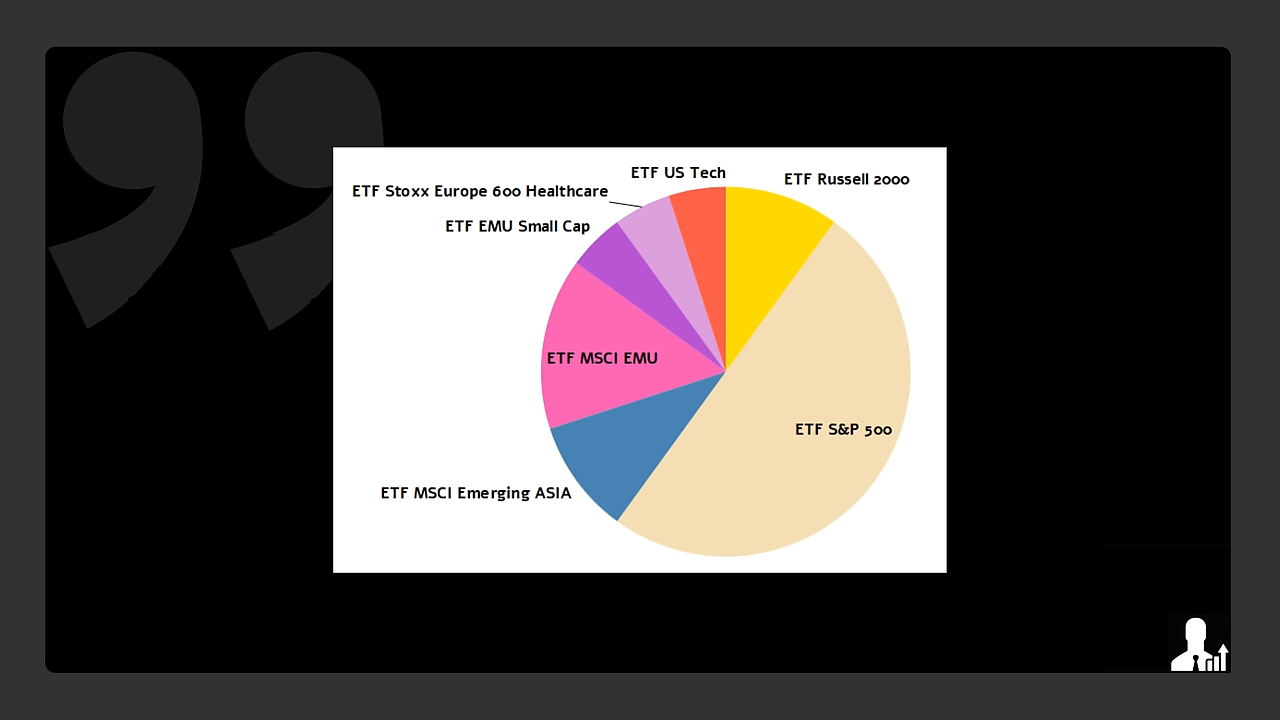 ETF US Tech
ETF Russell 2000
ETF Stoxx Europe 600 Healthcare
ETF EMU Small Cap
ETF MSCI EMU
ETF S&P 500
ETF MSCI Emerging ASIA